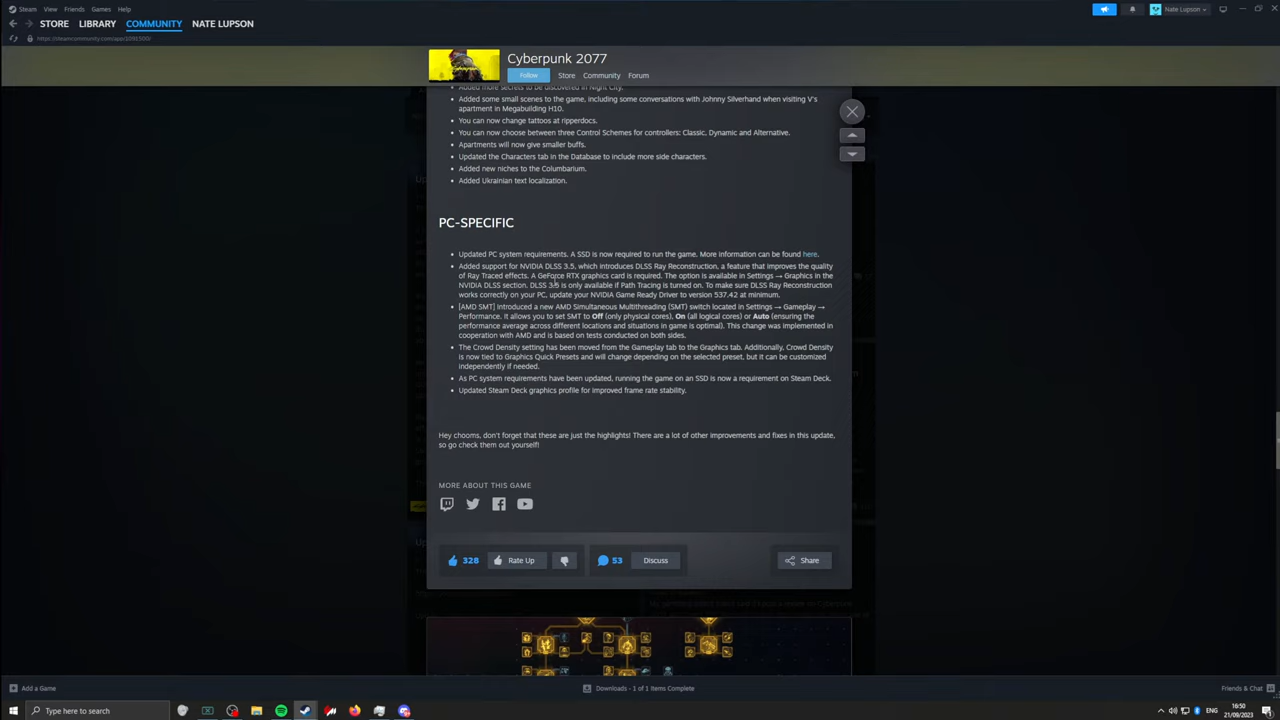 Steam View Friends Games Help
Nate Lupson
STORE LIBRARY COMMUNITY NATE LUPSON
https://steamcommunity.com/app/1091500/
Cyberpunk 2077
Follow Store Community Forum
Added more secrets to be discovered in Night City.
• Added some small scenes to the game, including some conversations with Johnny Silverhand when visiting V's
apartment in Megabuilding H10.
• You can now change tattoos at ripperdocs.
• You can now choose between three Control Schemes for controllers: Classic, Dynamic and Alternative.
• Apartments will now give smaller buffs.
• Updated the Characters tab in the Database to include more side characters.
• Added new niches to the Columbarium.
• Added Ukrainian text localization.
PC-SPECIFIC
• Updated PC system requirements. A SSD is now required to run the game. More information can be found here.
• Added support for NVIDIA DLSS 3.5, which introduces DLSS Ray Reconstruction, a feature that improves the quality
of Ray Traced effects. A GeForce RTX graphics card is required. The option is available in Settings → Graphics in the
NVIDIA DLSS section. DLSS 3.5 is only available if Path Tracing is turned on. To make sure DLSS Ray Reconstruction
works correctly on your PC, update your NVIDIA Game Ready Driver to version 537.42 at minimum.
• [AMD SMT] Introduced a new AMD Simultaneous Multithreading (SMT) switch located in Settings → Gameplay →
Performance. It allows you to set SMT to Off (only physical cores), On (all logical cores) or Auto (ensuring the
performance average across different locations and situations in game is optimal). This change was implemented in
cooperation with AMD and is based on tests conducted on both sides.
• The Crowd Density setting has been moved from the Gameplay tab to the Graphics tab. Additionally, Crowd Density
is now tied to Graphics Quick Presets and will change depending on the selected preset, but it can be customized
independently if needed.
• As PC system requirements have been updated, running the game on an SSD is now a requirement on Steam Deck.
• Updated Steam Deck graphics profile for improved frame rate stability.
Hey chooms, don't forget that these are just the highlights! There are a lot of other improvements and fixes in this update,
so go check them out yourself!
MORE ABOUT THIS GAME
328 Rate Up 53 Discuss Share
Add a Game Downloads - 1 of 1 Items Complete Friends & Chat
Type here to search ENG 16:50
21/09/2023